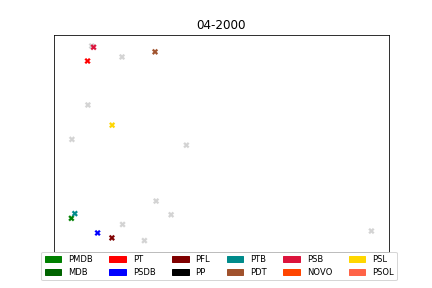 04-2000
PMDB PT PFL PTB PSB PSL
MDB PSDB PP PDT NOVO PSOL